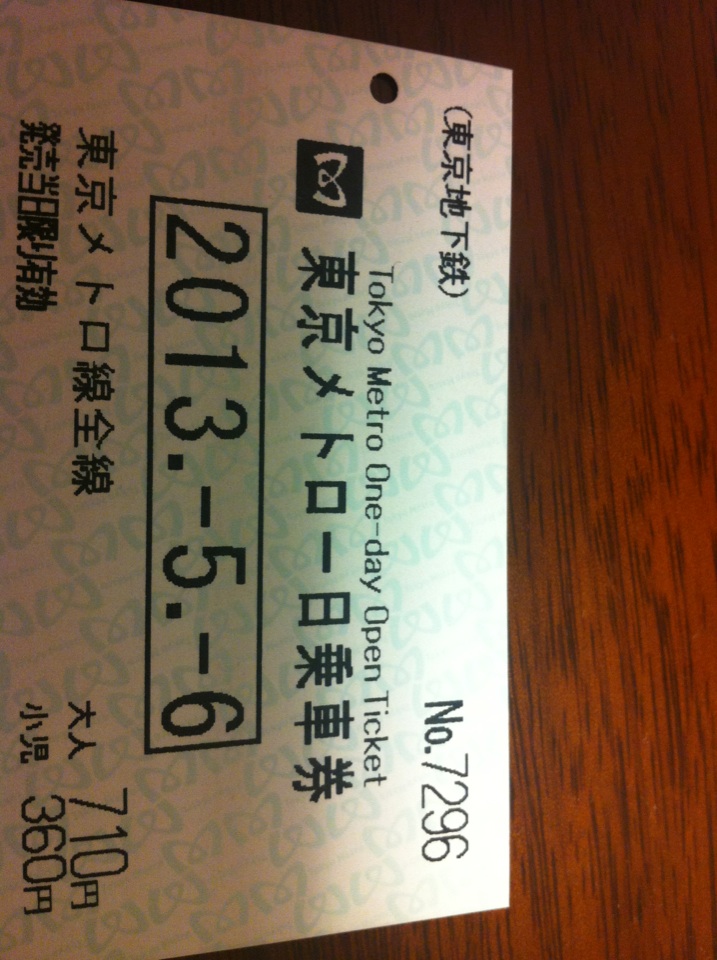 (東京地下鉄)
No.7296
Tokyo Metro One-day Open Ticket
東京メトロ一日乗車券
2013.-5.-6
東京メトロ線全線
大人 710円
発売当日限り有効
小児 360円